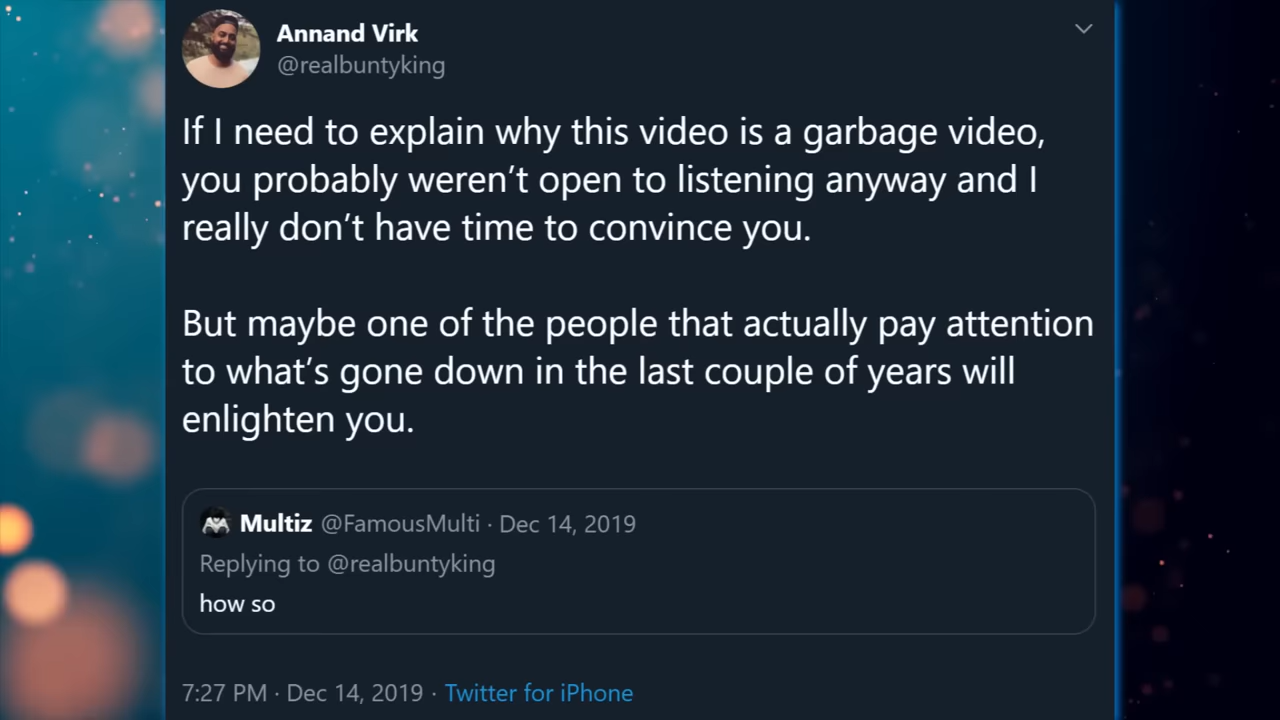 Annand Virk
@realbuntyking
If I need to explain why this video is a garbage video,
you probably weren’t open to listening anyway and I
really don’t have time to convince you.
But maybe one of the people that actually pay attention
to what’s gone down in the last couple of years will
enlighten you.
Multiz @FamousMulti · Dec 14, 2019
Replying to @realbuntyking
how so
7:27 PM · Dec 14, 2019 · Twitter for iPhone